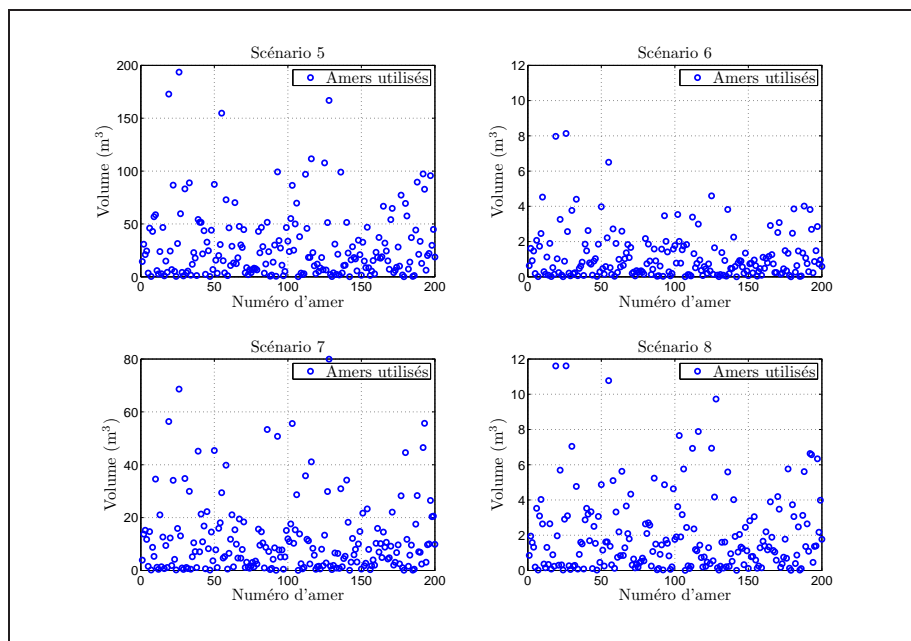 Scénario 5
200
150
100
50
0
0
50
100
150
200
Amers utilisés
Volume (m³)
Numéro d'amer
Scénario 6
12
10
8
6
4
2
0
0
50
100
150
200
Amers utilisés
Volume (m³)
Numéro d'amer
Scénario 7
80
60
40
20
0
0
50
100
150
200
Amers utilisés
Volume (m³)
Numéro d'amer
Scénario 8
12
10
8
6
4
2
0
0
50
100
150
200
Amers utilisés
Volume (m³)
Numéro d'amer